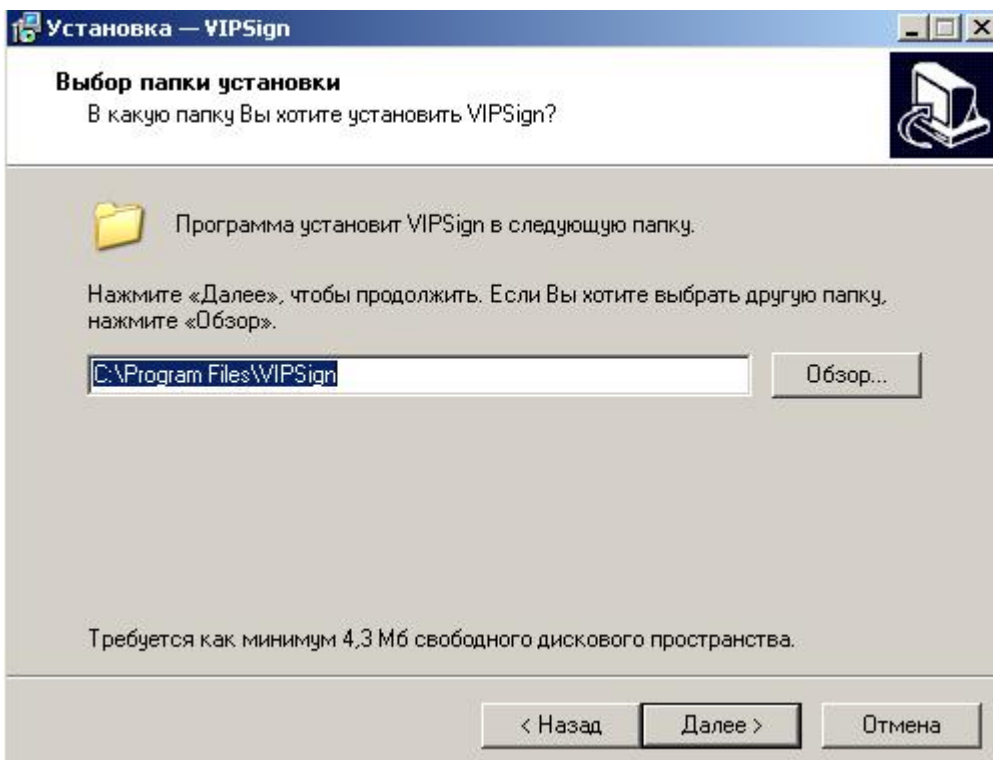 Установка — VIPSign
Выбор папки установки
В какую папку Вы хотите установить VIPSign?
Программа установит VIPSign в следующую папку.
Нажмите «Далее», чтобы продолжить. Если Вы хотите выбрать другую папку,
нажмите «Обзор».
C:\Program Files\VIPSign
Обзор...
Требуется как минимум 4,3 Мб свободного дискового пространства.
< Назад
Далее >
Отмена